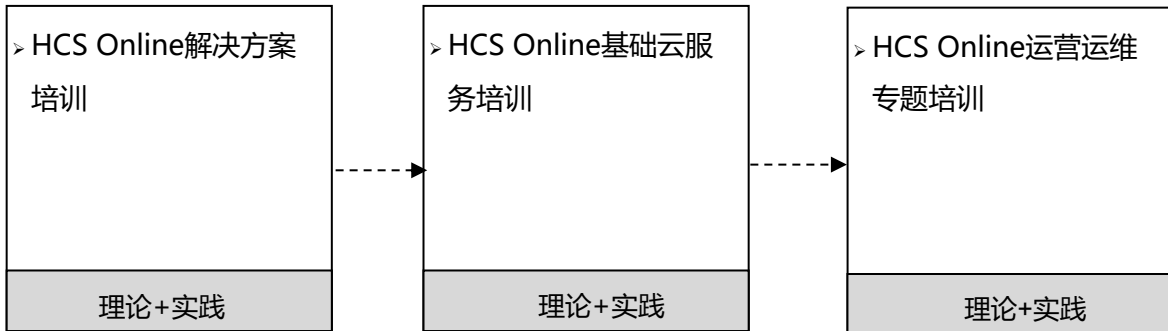 ➢ HCS Online解决方案
培训
理论+实践
➢ HCS Online基础云服
务培训
理论+实践
➢ HCS Online运营运维
专题培训
理论+实践